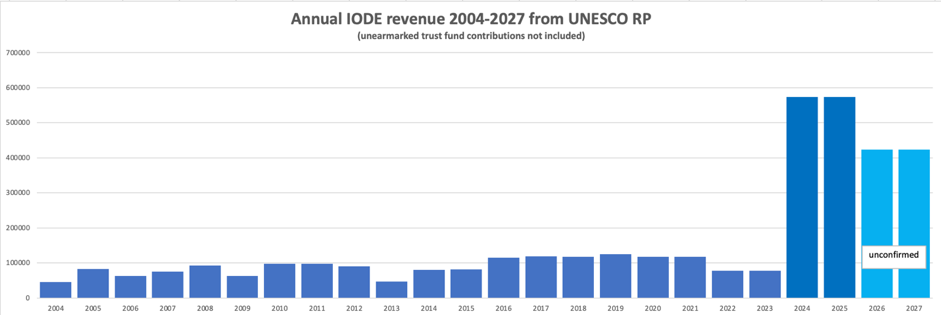 Annual IODE revenue 2004-2027 from UNESCO RP
(unearmarked trust fund contributions not included)
700000
600000
500000
400000
300000
200000
100000
0
unconfirmed
2004 2005 2006 2007 2008 2009 2010 2011 2012 2013 2014 2015 2016 2017 2018 2019 2020 2021 2022 2023 2024 2025 2026 2027